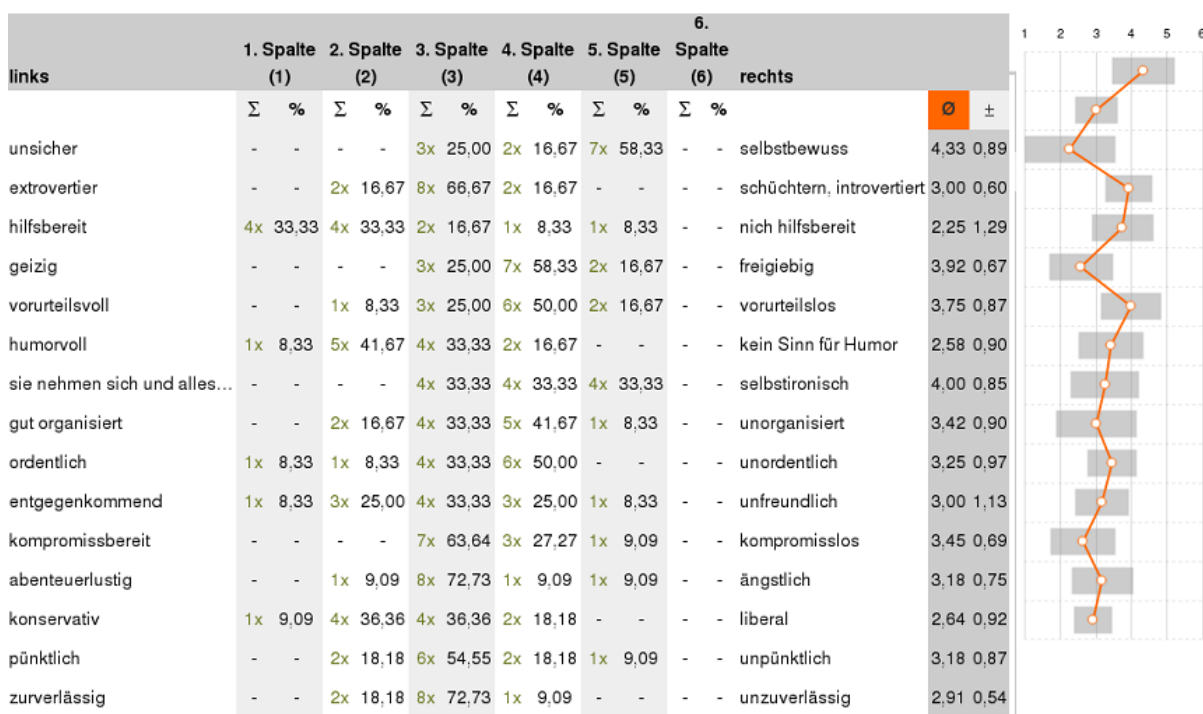 6.
1. Spalte 2. Spalte 3. Spalte 4. Spalte 5. Spalte Spalte
links (1) (2) (3) (4) (5) (6) rechts
1 2 3 4 5 6
Σ % Σ % Σ % Σ % Σ % Σ % Ø ±
unsicher - - - - 3x 25,00 2x 16,67 7x 58,33 - - selbstbewuss 4,33 0,89
extrovertier - - 2x 16,67 8x 66,67 2x 16,67 - - - - schüchtern, introvertiert 3,00 0,60
hilfsbereit 4x 33,33 4x 33,33 2x 16,67 1x 8,33 1x 8,33 - - nich hilfsbereit 2,25 1,29
geizig - - - - 3x 25,00 7x 58,33 2x 16,67 - - freigiebig 3,92 0,67
vorurteilsvoll - - 1x 8,33 3x 25,00 6x 50,00 2x 16,67 - - vorurteilslos 3,75 0,87
humorvoll 1x 8,33 5x 41,67 4x 33,33 2x 16,67 - - - - kein Sinn für Humor 2,58 0,90
sie nehmen sich und alles... - - - - 4x 33,33 4x 33,33 4x 33,33 - - selbstironisch 4,00 0,85
gut organisiert - - 2x 16,67 4x 33,33 5x 41,67 1x 8,33 - - unorganisiert 3,42 0,90
ordentlich 1x 8,33 1x 8,33 4x 33,33 6x 50,00 - - - - unordentlich 3,25 0,97
entgegenkommend 1x 8,33 3x 25,00 4x 33,33 3x 25,00 1x 8,33 - - unfreundlich 3,00 1,13
kompromissbereit - - - - 7x 63,64 3x 27,27 1x 9,09 - - kompromisslos 3,45 0,69
abenteuerlustig - - 1x 9,09 8x 72,73 1x 9,09 1x 9,09 - - ängstlich 3,18 0,75
konservativ 1x 9,09 4x 36,36 4x 36,36 2x 18,18 - - - - liberal 2,64 0,92
pünktlich - - 2x 18,18 6x 54,55 2x 18,18 1x 9,09 - - unpünktlich 3,18 0,87
zurverlässig - - 2x 18,18 8x 72,73 1x 9,09 - - - - unzuverlässig 2,91 0,54